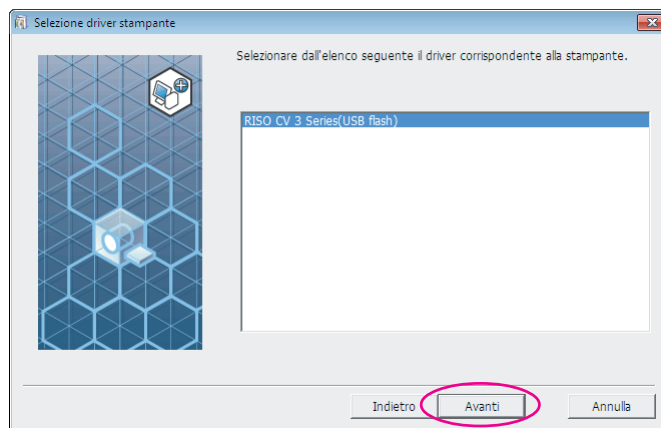 Selezione driver stampante
Selezionare dall'elenco seguente il driver corrispondente alla stampante.
RISO CV 3 Series(USB flash)
Indietro
Avanti
Annulla